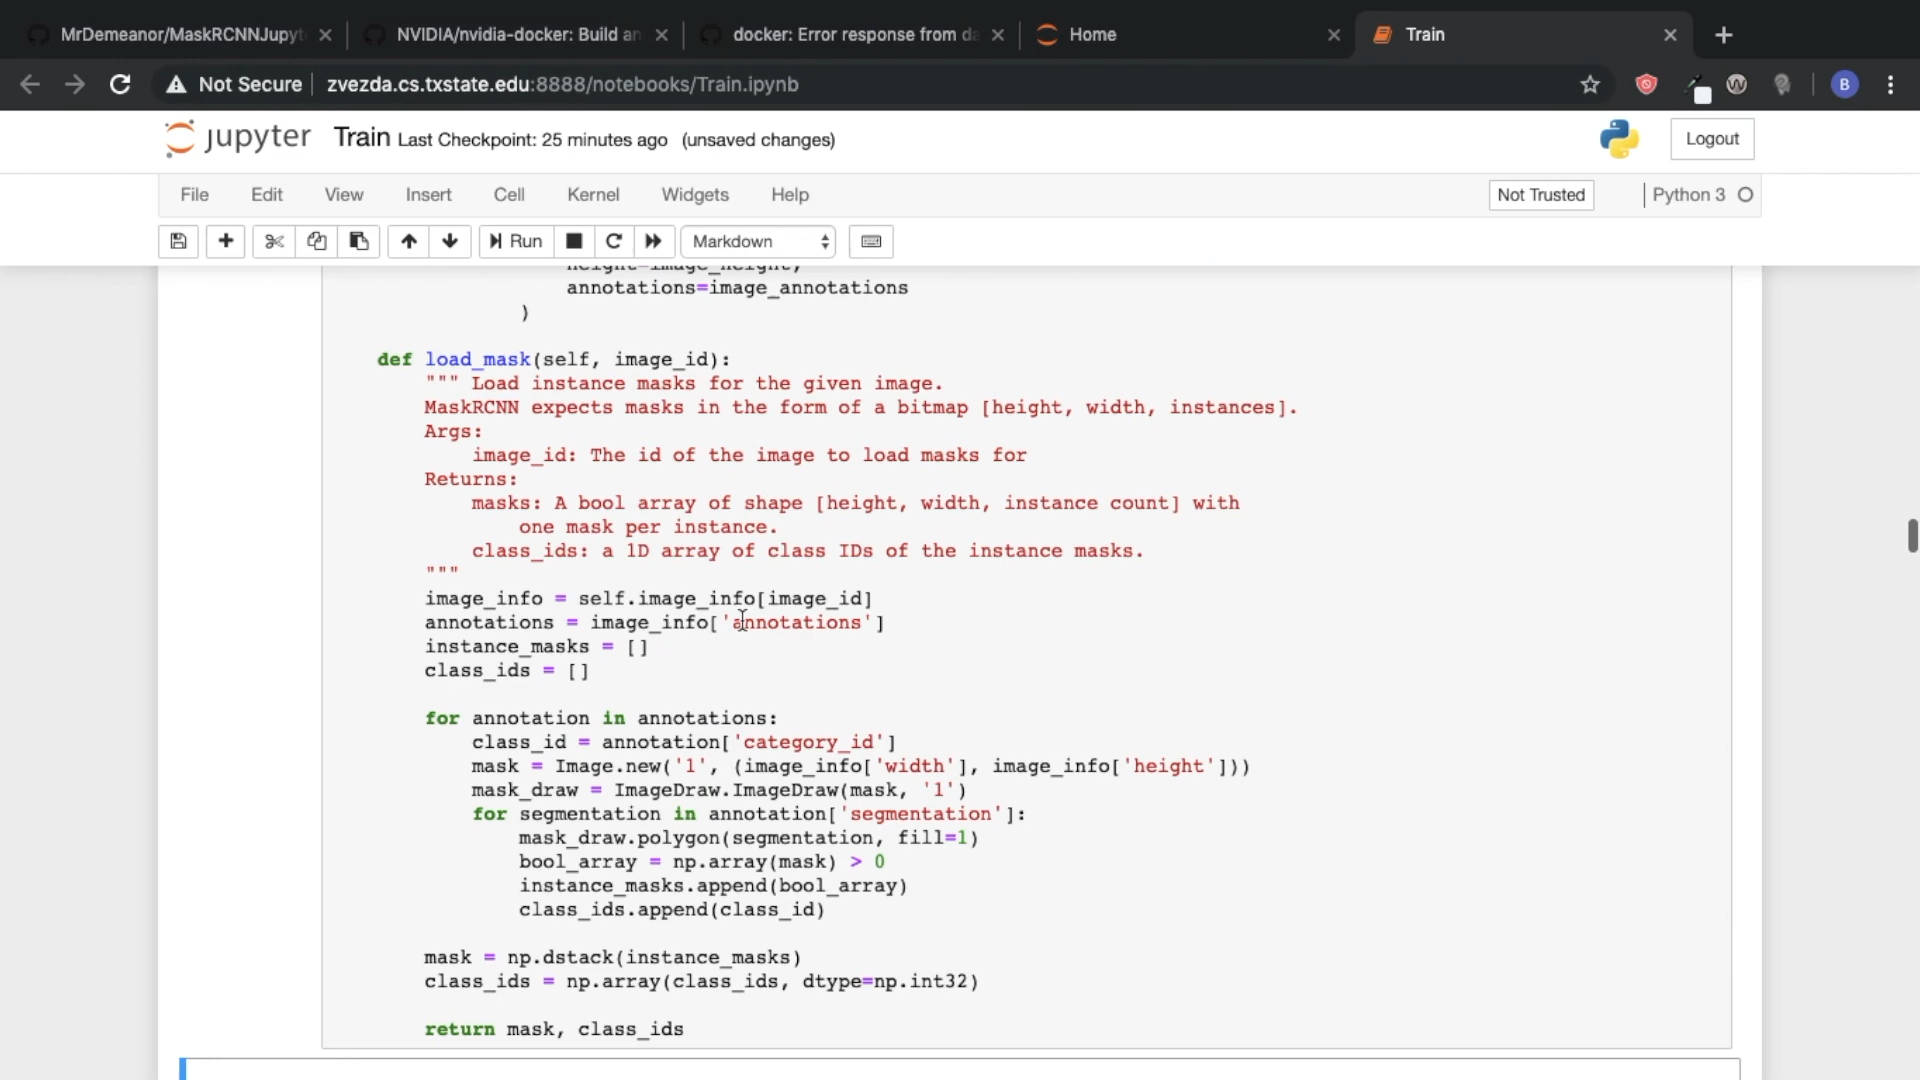 MrDemeanor/MaskRCNNJupyt
NVIDIA/nvidia-docker: Build an
docker: Error response from da
Home
Train
Not Secure
zvezda.cs.txstate.edu:8888/notebooks/Train.ipynb
B
jupyter Train Last Checkpoint: 25 minutes ago (unsaved changes)
Logout
File Edit View Insert Cell Kernel Widgets Help
Not Trusted
Python 3
Run
Markdown
height=image_height,
annotations=image_annotations
)
def load_mask(self, image_id):
""" Load instance masks for the given image.
MaskRCNN expects masks in the form of a bitmap [height, width, instances].
Args:
image_id: The id of the image to load masks for
Returns:
masks: A bool array of shape [height, width, instance count] with
one mask per instance.
class_ids: a 1D array of class IDs of the instance masks.
"""
image_info = self.image_info[image_id]
annotations = image_info['annotations']
instance_masks = []
class_ids = []
for annotation in annotations:
class_id = annotation['category_id']
mask = Image.new('1', (image_info['width'], image_info['height']))
mask_draw = ImageDraw.ImageDraw(mask, '1')
for segmentation in annotation['segmentation']:
mask_draw.polygon(segmentation, fill=1)
bool_array = np.array(mask) > 0
instance_masks.append(bool_array)
class_ids.append(class_id)
mask = np.dstack(instance_masks)
class_ids = np.array(class_ids, dtype=np.int32)
return mask, class_ids